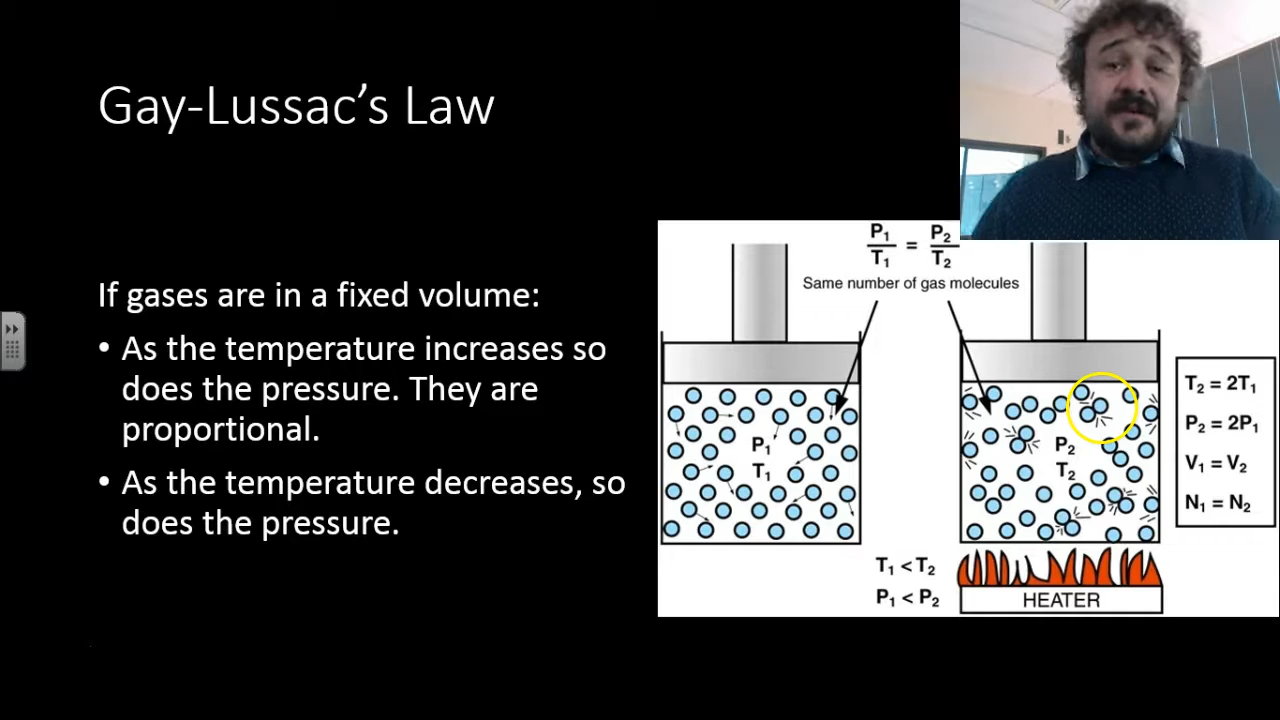 Gay-Lussac's Law
If gases are in a fixed volume:
• As the temperature increases so
does the pressure. They are
proportional.
• As the temperature decreases, so
does the pressure.
P₁/T₁ = P₂/T₂
Same number of gas molecules
P₁
T₁
P₂
T₂
T₂ = 2T₁
P₂ = 2P₁
V₁ = V₂
N₁ = N₂
T₁ < T₂
P₁ < P₂
HEATER